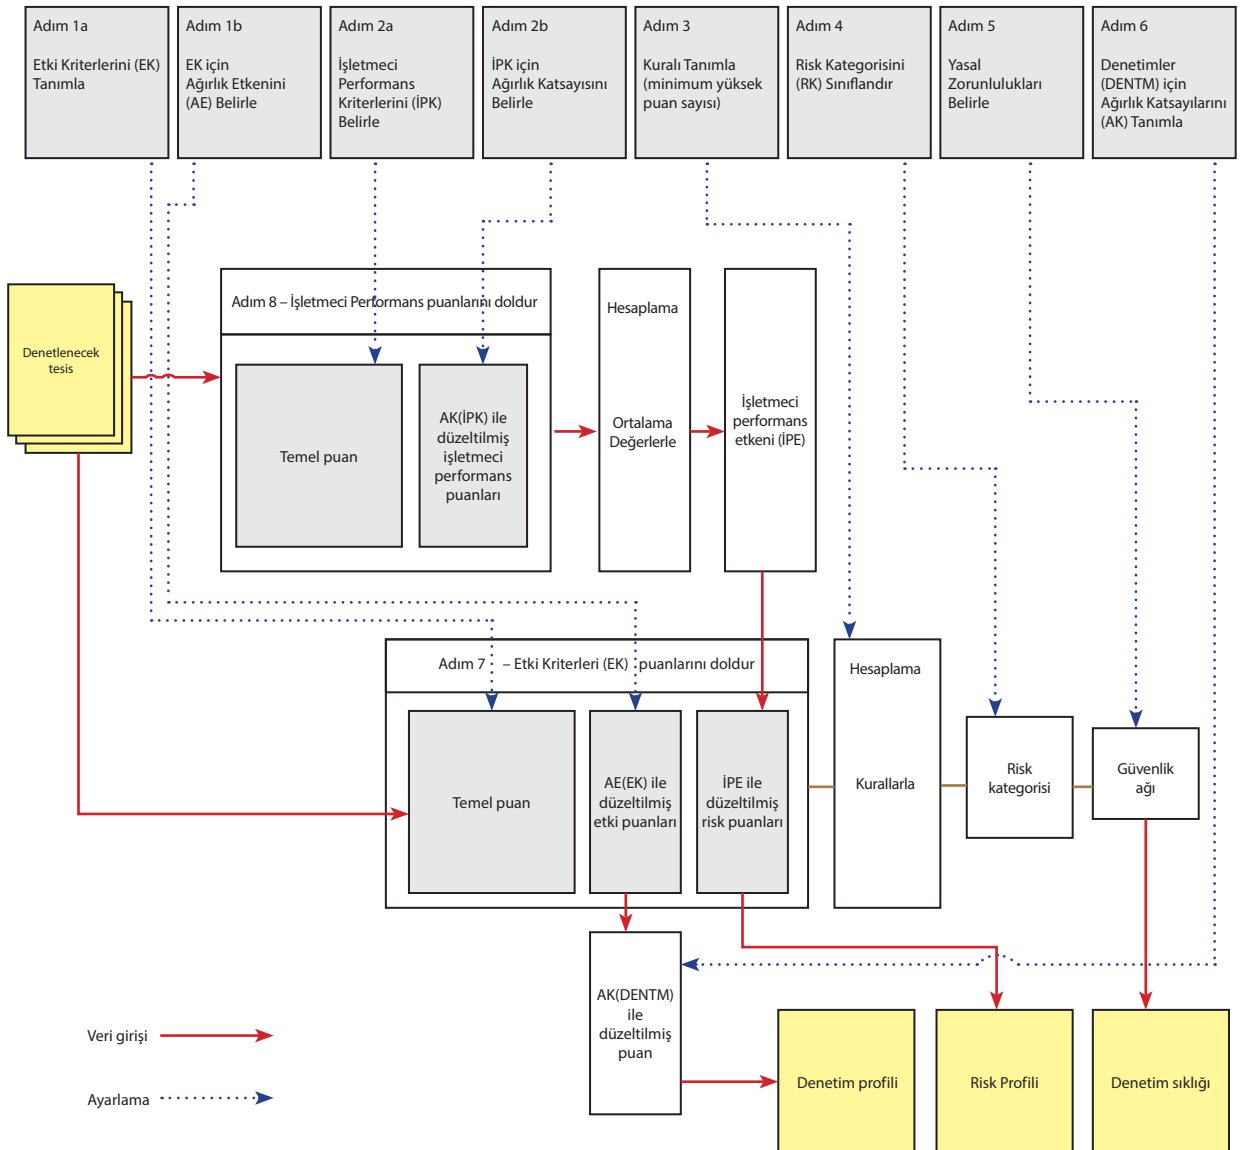 Adım 1a
Etki Kriterlerini (EK)
Tanımla
Adım 1b
EK için
Ağırlık Etkenini
(AE) Belirle
Adım 2a
İşletmeci
Performans
Kriterlerini (İPK)
Belirle
Adım 2b
İPK için
Ağırlık Katsayısını
Belirle
Adım 3
Kuralı Tanımla
(minimum yüksek
puan sayısı)
Adım 4
Risk Kategorisini
(RK) Sınıflandır
Adım 5
Yasal
Zorunlulukları
Belirle
Adım 6
Denetimler
(DENTM) için
Ağırlık Katsayılarını
(AK) Tanımla
Denetlenecek
tesis
Adım 8 – İşletmeci Performans puanlarını doldur
Temel puan
AK(İPK) ile
düzeltilmiş
işletmeci
performans
puanları
Hesaplama
Ortalama
Değerlerle
İşletmeci
performans
etkeni (İPE)
Adım 7 – Etki Kriterleri (EK) puanlarını doldur
Temel puan
AE(EK) ile
düzeltilmiş
etki puanları
İPE ile
düzeltilmiş
risk puanları
Hesaplama
Kurallarla
Risk
kategorisi
Güvenlik
ağı
AK(DENTM)
ile
düzeltilmiş
puan
Denetim profili
Risk Profili
Denetim sıklığı
Veri girişi
Ayarlama